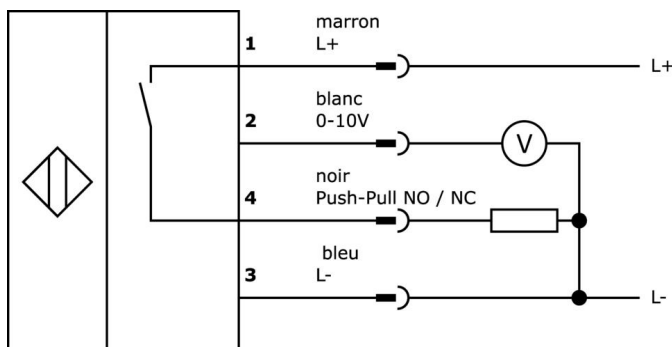 marron
1 L+
L+
blanc
2 0-10V
V
noir
4 Push-Pull NO / NC
bleu
3 L-
L-